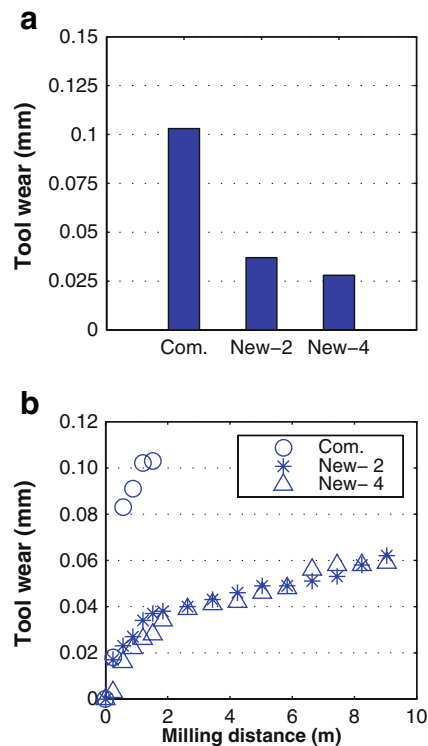 a
0.15
0.125
0.1
0.075
0.05
0.025
0
Tool wear (mm)
Com. New-2 New-4
b
0.12
0.10
0.08
0.06
0.04
0.02
0
Tool wear (mm)
Com.
New- 2
New- 4
0 2 4 6 8 10
Milling distance (m)